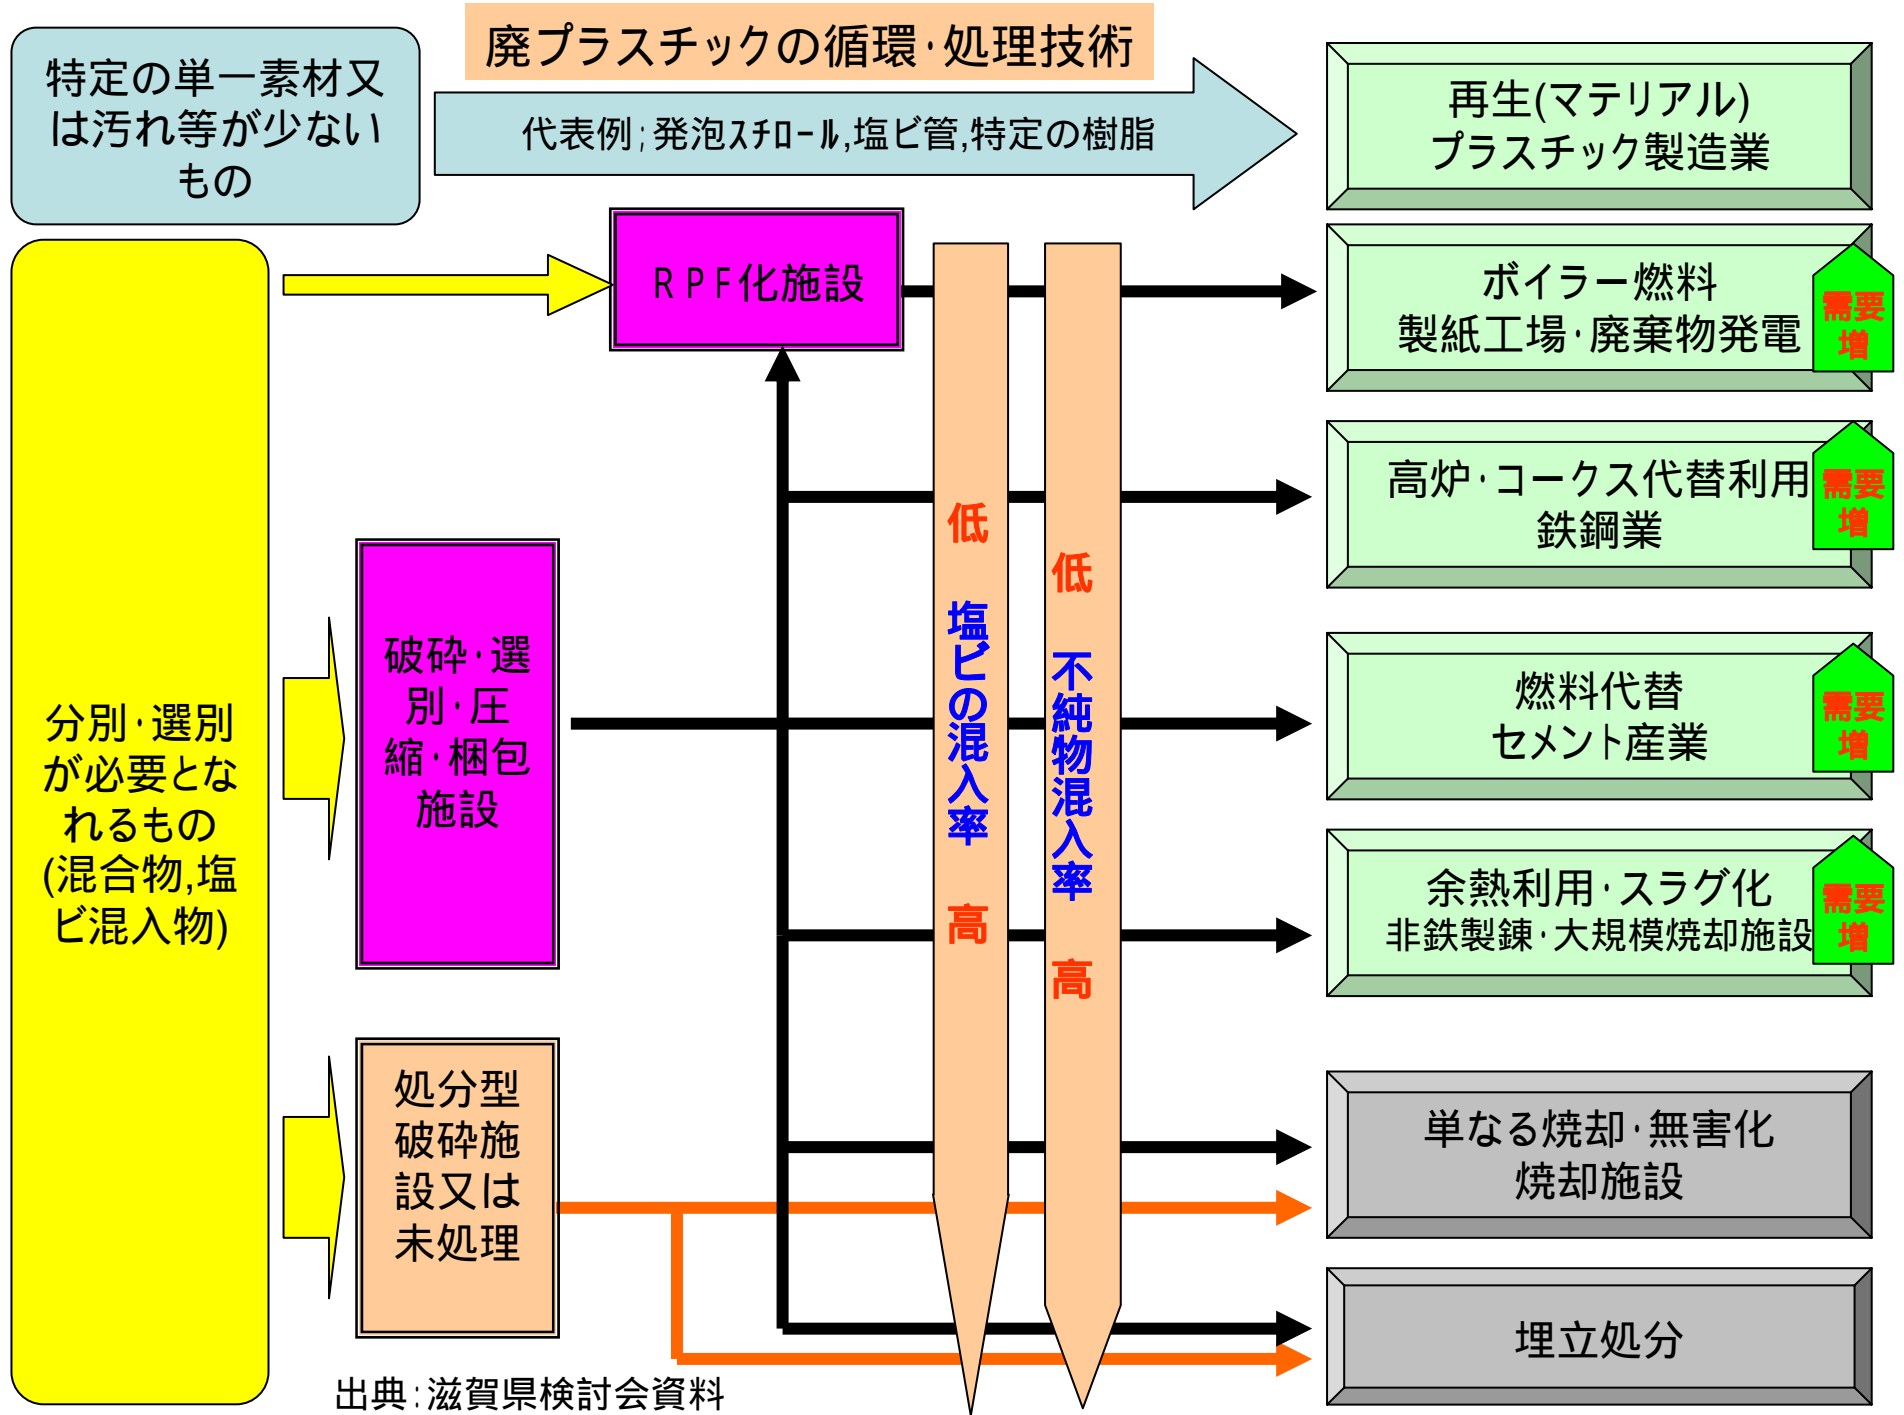 廃プラスチックの循環･処理技術
特定の単一素材又
は汚れ等が少ない
もの
代表例;発泡ｽﾁﾛｰﾙ,塩ビ管,特定の樹脂
再生(マテリアル)
プラスチック製造業
分別･選別
が必要とな
れるもの
(混合物,塩
ビ混入物)
RPF化施設
破砕･選
別･圧
縮･梱包
施設
処分型
破砕施
設又は
未処理
低 塩ビの混入率 高
低 不純物混入率 高
ボイラー燃料
製紙工場･廃棄物発電
需要
増
高炉･コークス代替利用
鉄鋼業
需要
増
燃料代替
セメント産業
需要
増
余熱利用･スラグ化
非鉄製錬･大規模焼却施設
需要
増
単なる焼却･無害化
焼却施設
埋立処分
出典:滋賀県検討会資料